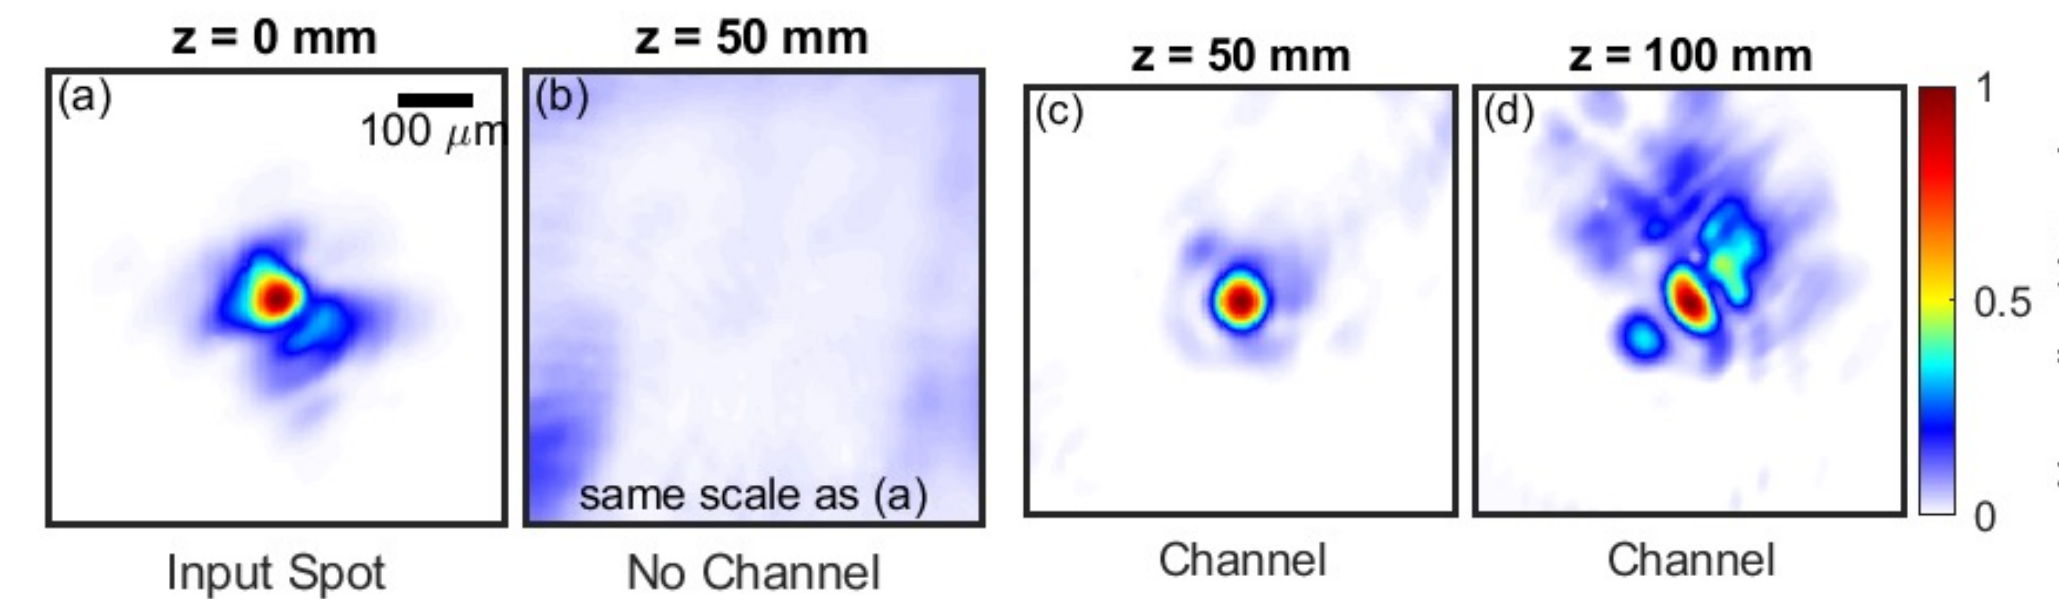 z = 0 mm
z = 50 mm
z = 50 mm
z = 100 mm
(a)
100 μm
(b)
same scale as (a)
(c)
(d)
1
0.5
0
Input Spot
No Channel
Channel
Channel